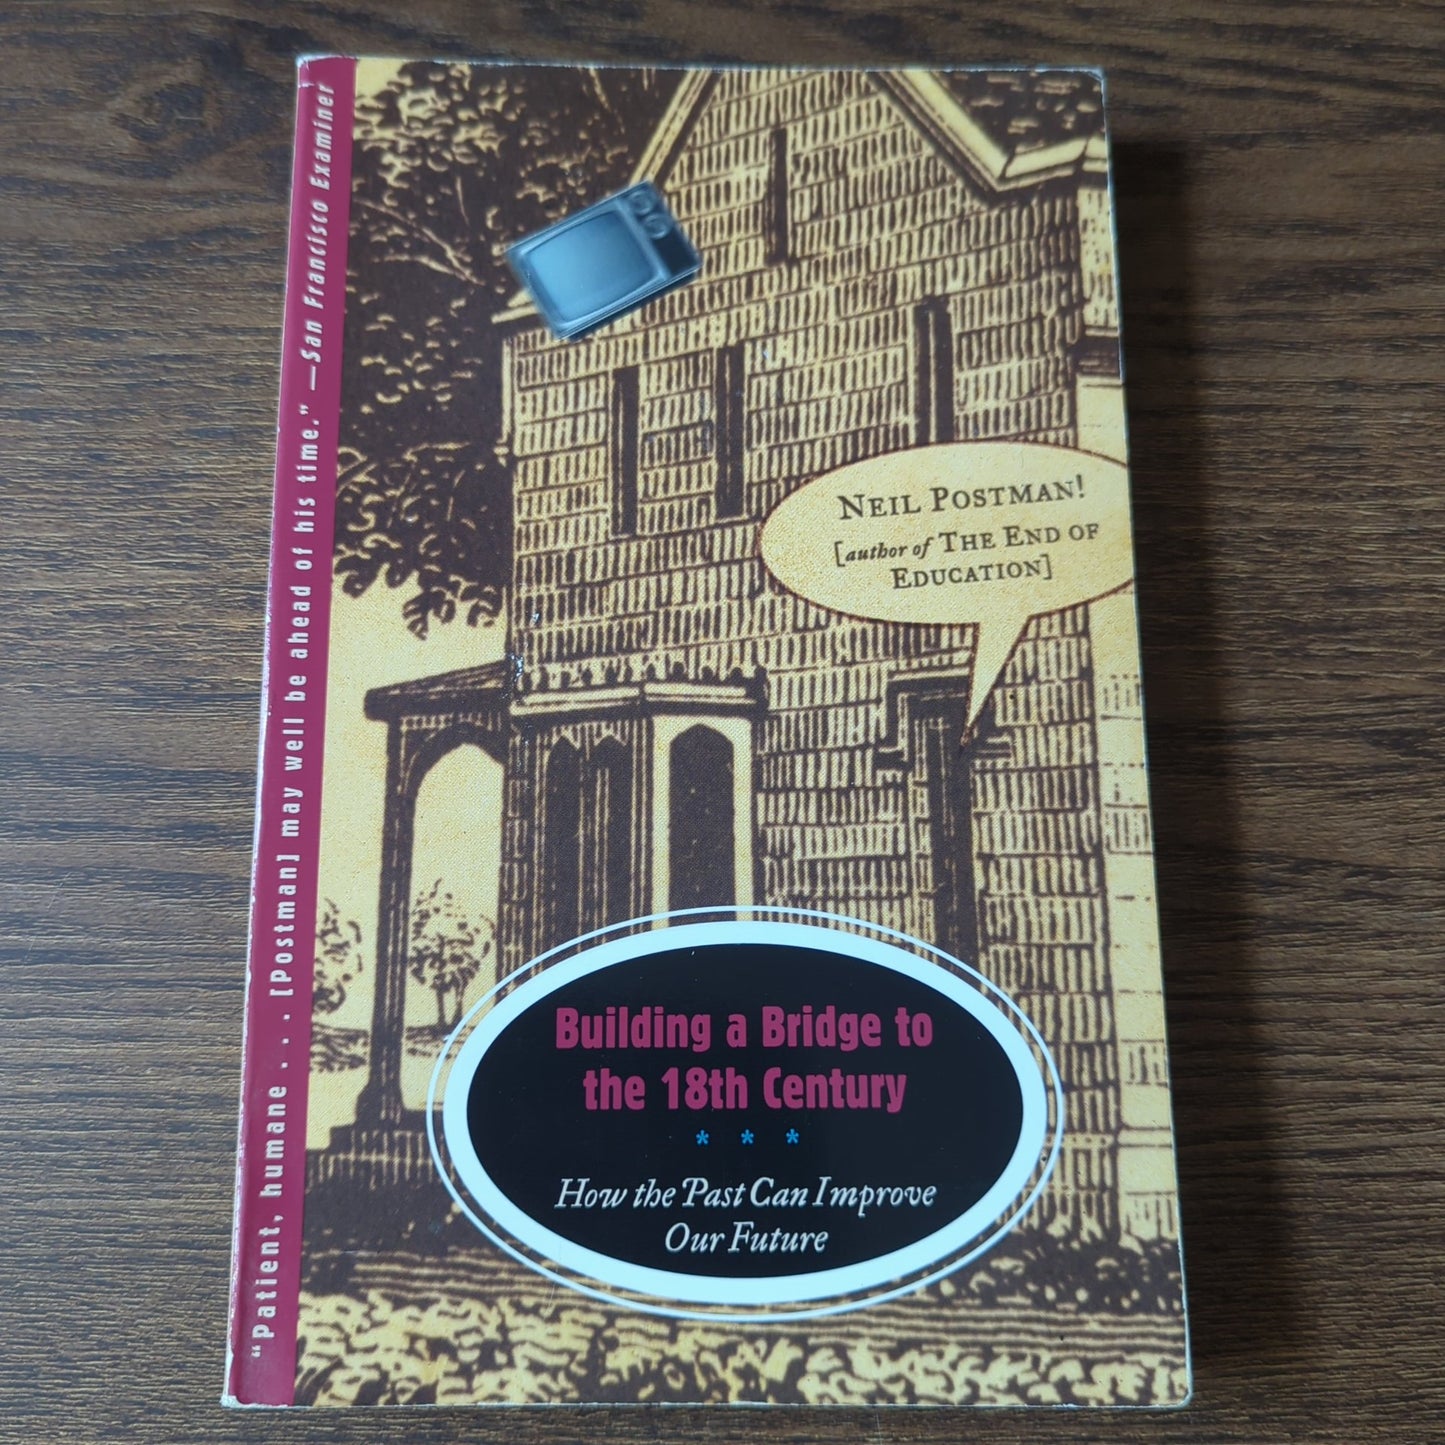 "Patient, humane . . . [Postman] may well be ahead of his time." —San Francisco Examiner
NEIL POSTMAN!
[author of THE END OF
EDUCATION]
Building a Bridge to
the 18th Century
* * *
How the Past Can Improve
Our Future